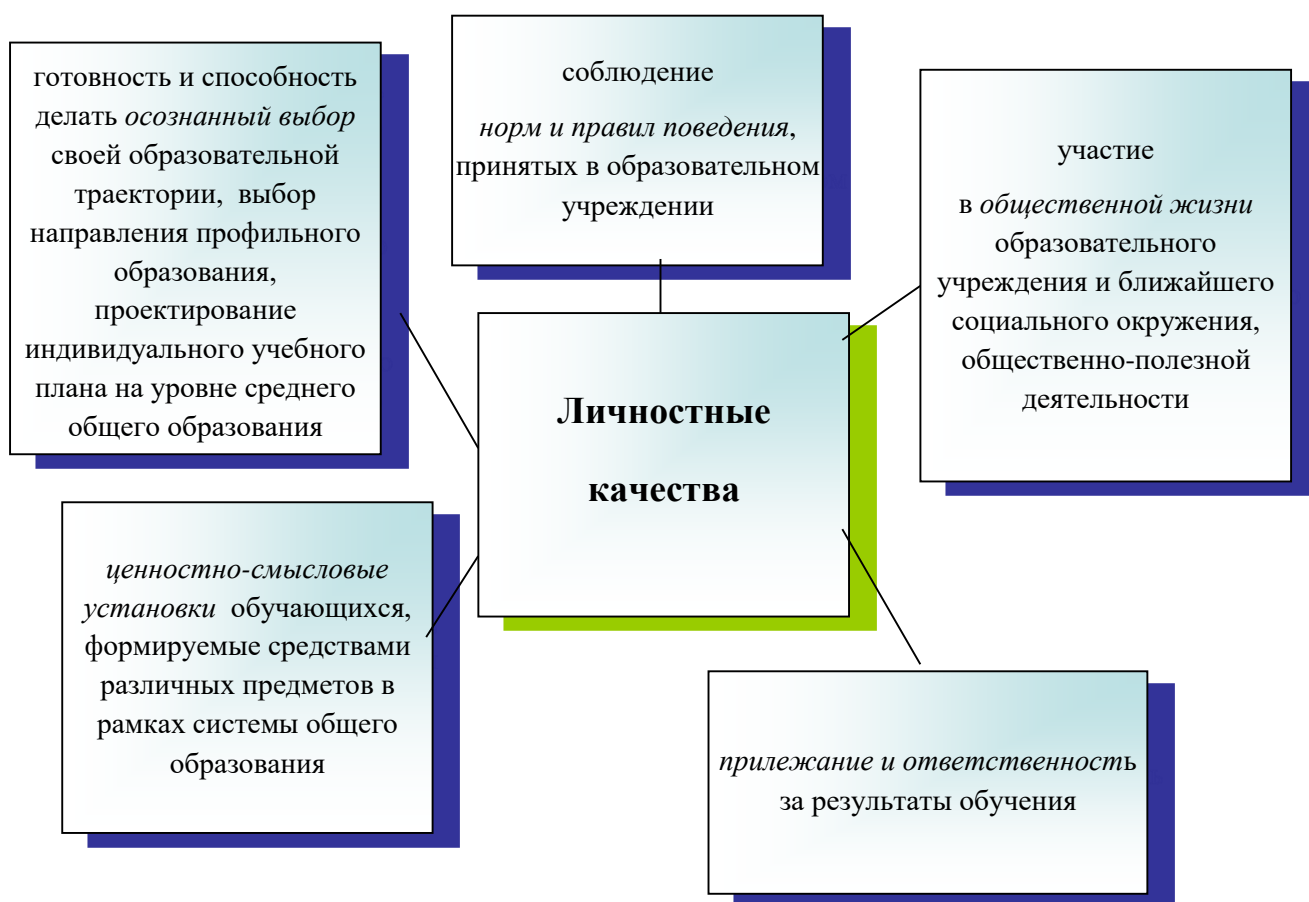 готовность и способность
делать осознанный выбор
своей образовательной
траектории, выбор
направления профильного
образования,
проектирование
индивидуального учебного
плана на уровне среднего
общего образования
соблюдение
норм и правил поведения,
принятых в образовательном
учреждении
участие
в общественной жизни
образовательного
учреждения и ближайшего
социального окружения,
общественно-полезной
деятельности
Личностные
качества
ценностно-смысловые
установки обучающихся,
формируемые средствами
различных предметов в
рамках системы общего
образования
прилежание и ответственность
за результаты обучения